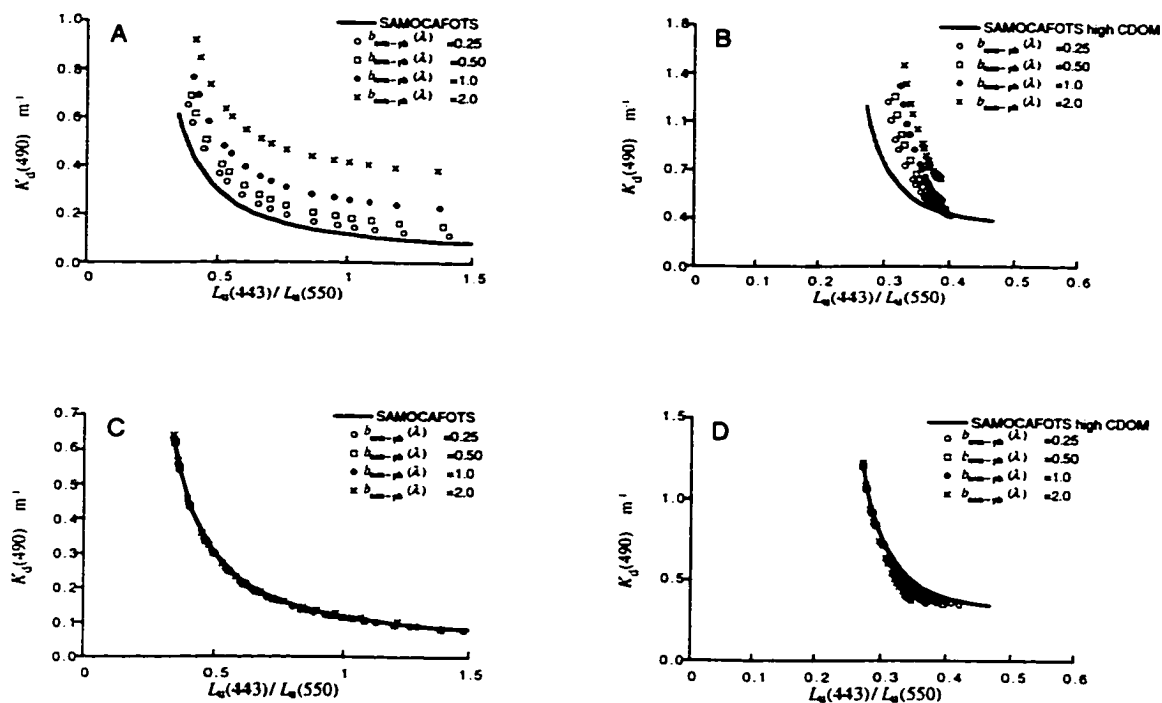 A
SAMOCAFOTS
b (λ) =0.25
b (λ) =0.50
b (λ) =1.0
b (λ) =2.0
1.0
0.8
0.6
0.4
0.2
0.0
K_d(490) m⁻¹
0 0.5 1 1.5
L_u(443)/L_u(550)
B
SAMOCAFOTS high CDOM
b (λ) =0.25
b (λ) =0.50
b (λ) =1.0
b (λ) =2.0
1.8
1.4
1.1
0.7
0.4
0.0
K_d(490) m⁻¹
0 0.1 0.2 0.3 0.4 0.5 0.6
L_u(443)/L_u(550)
C
SAMOCAFOTS
b (λ) =0.25
b (λ) =0.50
b (λ) =1.0
b (λ) =2.0
0.7
0.6
0.5
0.4
0.3
0.2
0.1
0.0
K_d(490) m⁻¹
0 0.5 1 1.5
L_u(443)/L_u(550)
D
SAMOCAFOTS high CDOM
b (λ) =0.25
b (λ) =0.50
b (λ) =1.0
b (λ) =2.0
1.5
1.0
0.5
0.0
K_d(490) m⁻¹
0 0.1 0.2 0.3 0.4 0.5 0.6
L_u(443)/L_u(550)